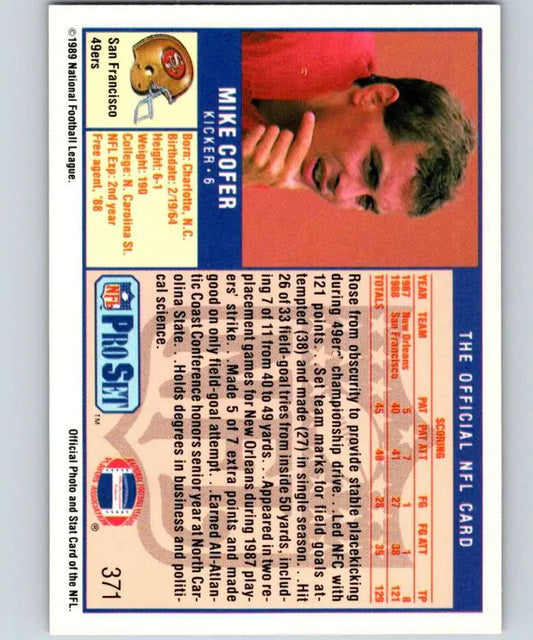 THE OFFICIAL NFL CARD
MIKE COFER
KICKER • 6
San Francisco
49ers
Born: Charlotte, N.C.
Birthdate: 2/19/64
Height: 6-1
Weight: 190
College: N. Carolina St.
NFL Exp: 2nd year
Free agent, '88
SCORING
YEAR TEAM PAT PAT ATT FG FG ATT TP
1987 New Orleans 5 7 1 1 8
1988 San Francisco 40 41 27 38 121
TOTALS 45 48 28 39 129
Rose from obscurity to provide stable placekicking
during 49ers' championship drive. . . Led NFC with
121 points. . . Set team marks for field goals at-
tempted (38) and made (27) in single season. . . Hit
26 of 33 field-goal tries from inside 50 yards, includ-
ing 7 of 11 from 40 to 49 yards. . . Appeared in two re-
placement games for New Orleans during 1987 play-
ers' strike. . . Made 5 of 7 extra points and made
good on only field-goal attempt. . . Earned All-Atlan-
tic Coast Conference honors senior year at North Car-
olina State. . . Holds degrees in business and politi-
cal science.
NFL PRO SET ™
® 371
©1989 National Football League.
Official Photo and Stat Card of the NFL.